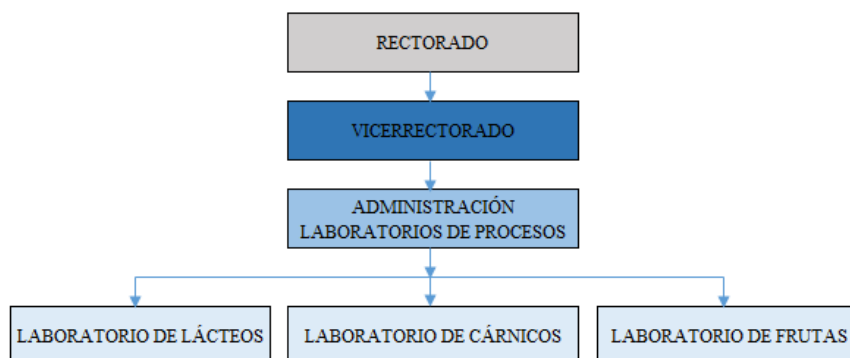 RECTORADO
VICERRECTORADO
ADMINISTRACIÓN
LABORATORIOS DE PROCESOS
LABORATORIO DE LÁCTEOS
LABORATORIO DE CÁRNICOS
LABORATORIO DE FRUTAS